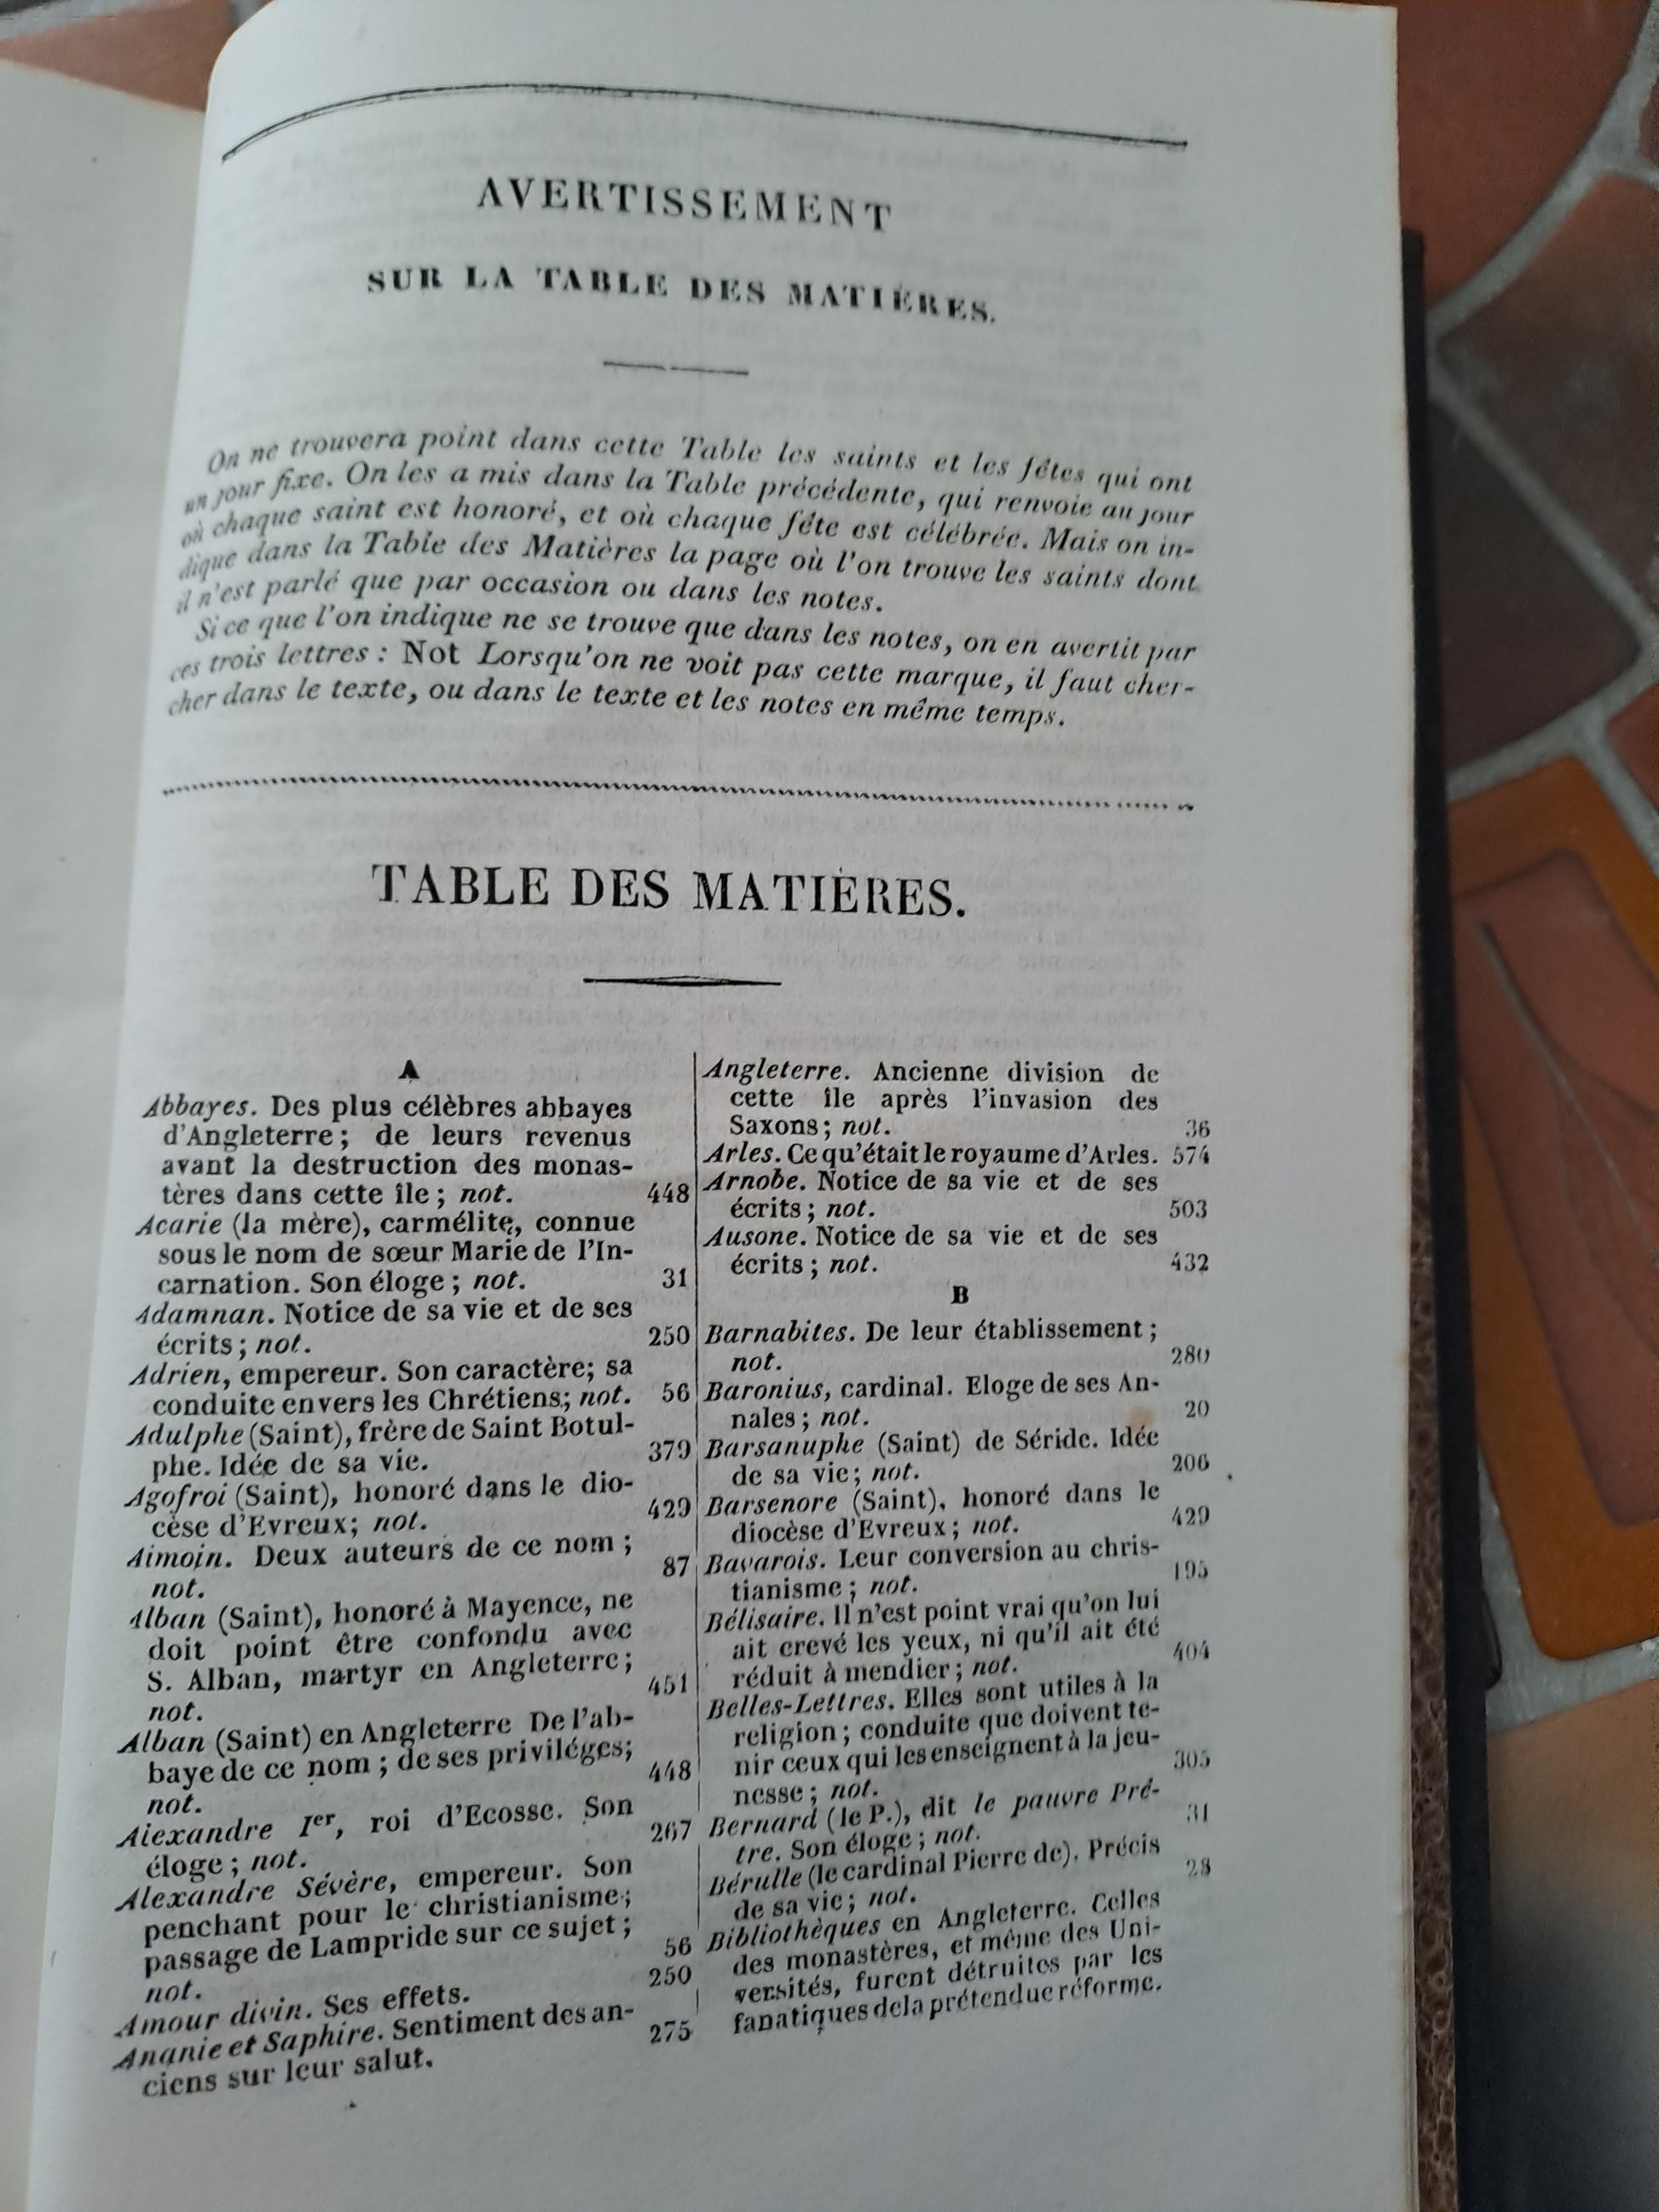 AVERTISSEMENT
SUR LA TABLE DES MATIÈRES.
On ne trouvera point dans cette Table les saints et les fêtes qui ont
un jour fixe. On les a mis dans la Table précédente, qui renvoie au jour
où chaque saint est honoré, et où chaque fête est célébrée. Mais on in-
dique dans la Table des Matières la page où l'on trouve les saints dont
il n'est parlé que par occasion ou dans les notes.
Si ce que l'on indique ne se trouve que dans les notes, on en avertit par
ces trois lettres : Not Lorsqu'on ne voit pas cette marque, il faut cher-
cher dans le texte, ou dans le texte et les notes en même temps.
TABLE DES MATIÈRES.
A
Abbayes. Des plus célèbres abbayes
d'Angleterre ; de leurs revenus
avant la destruction des monas-
tères dans cette île ; not. 448
Acarie (la mère), carmélite, connue
sous le nom de sœur Marie de l'In-
carnation. Son éloge ; not. 31
Adamnan. Notice de sa vie et de ses
écrits ; not. 250
Adrien, empereur. Son caractère; sa
conduite envers les Chrétiens; not. 56
Adulphe (Saint), frère de Saint Botul-
phe. Idée de sa vie. 379
Agofroi (Saint), honoré dans le dio-
cèse d'Evreux; not. 429
Aimoin. Deux auteurs de ce nom ;
not. 87
Alban (Saint), honoré à Mayence, ne
doit point être confondu avec
S. Alban, martyr en Angleterre;
not. 451
Alban (Saint) en Angleterre De l'ab-
baye de ce nom ; de ses priviléges;
not. 448
Alexandre Ier, roi d'Ecosse. Son
éloge ; not. 267
Alexandre Sévère, empereur. Son
penchant pour le christianisme;
passage de Lampride sur ce sujet ;
not. 56
Amour divin. Ses effets. 250
Ananie et Saphire. Sentiment des an-
ciens sur leur salut. 275
Angleterre. Ancienne division de
cette île après l'invasion des
Saxons ; not. 36
Arles. Ce qu'était le royaume d'Arles. 574
Arnobe. Notice de sa vie et de ses
écrits ; not. 503
Ausone. Notice de sa vie et de ses
écrits ; not. 432
B
Barnabites. De leur établissement ;
not. 280
Baronius, cardinal. Eloge de ses An-
nales ; not. 20
Barsanuphe (Saint) de Séride. Idée
de sa vie; not. 206
Barsenore (Saint), honoré dans le
diocèse d'Evreux ; not. 429
Bavarois. Leur conversion au chris-
tianisme ; not. 195
Bélisaire. Il n'est point vrai qu'on lui
ait crevé les yeux, ni qu'il ait été
réduit à mendier ; not. 404
Belles-Lettres. Elles sont utiles à la
religion ; conduite que doivent te-
nir ceux qui les enseignent à la jeu-
nesse ; not. 305
Bernard (le P.), dit le pauvre Prê-
tre. Son éloge ; not. 31
Bérulle (le cardinal Pierre de). Précis
de sa vie ; not. 28
Bibliothèques en Angleterre. Celles
des monastères, et même des Uni-
versités, furent détruites par les
fanatiques de la prétendue réforme.